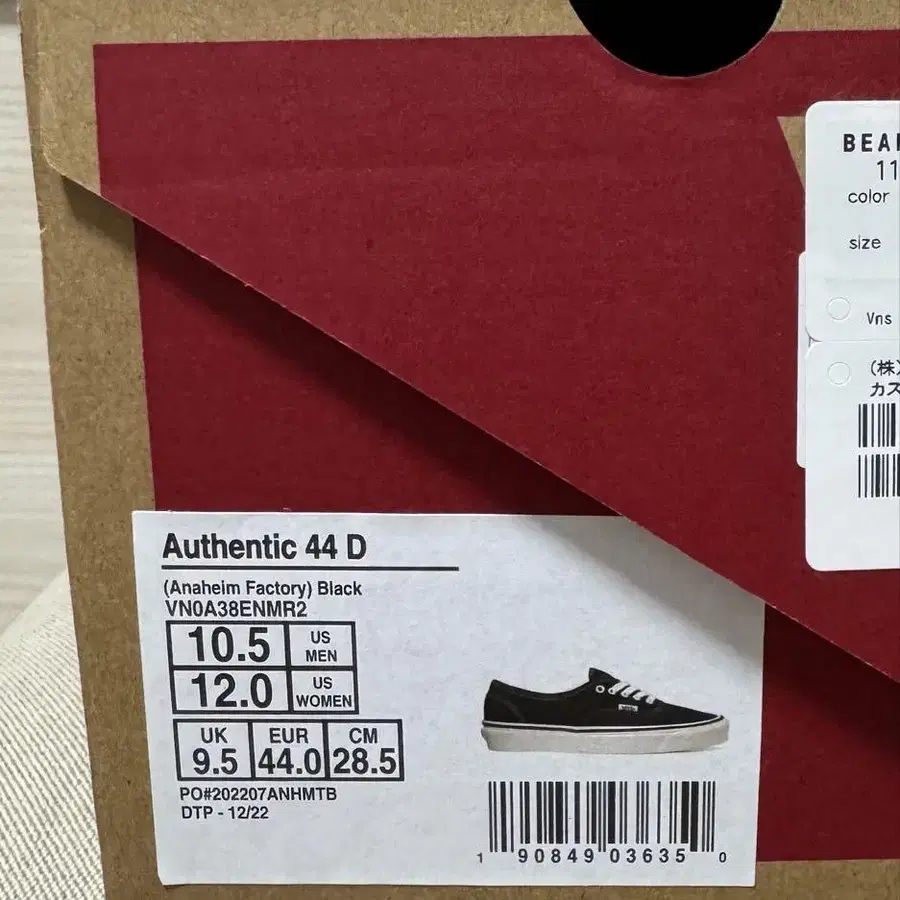 BEA
11
color
size
Vns
(株)
カス
Authentic 44 D
(Anaheim Factory) Black
VN0A38ENMR2
10.5 US MEN
12.0 US WOMEN
UK EUR CM
9.5 44.0 28.5
PO#202207ANHMTB
DTP - 12/22
1 90849 03635 0